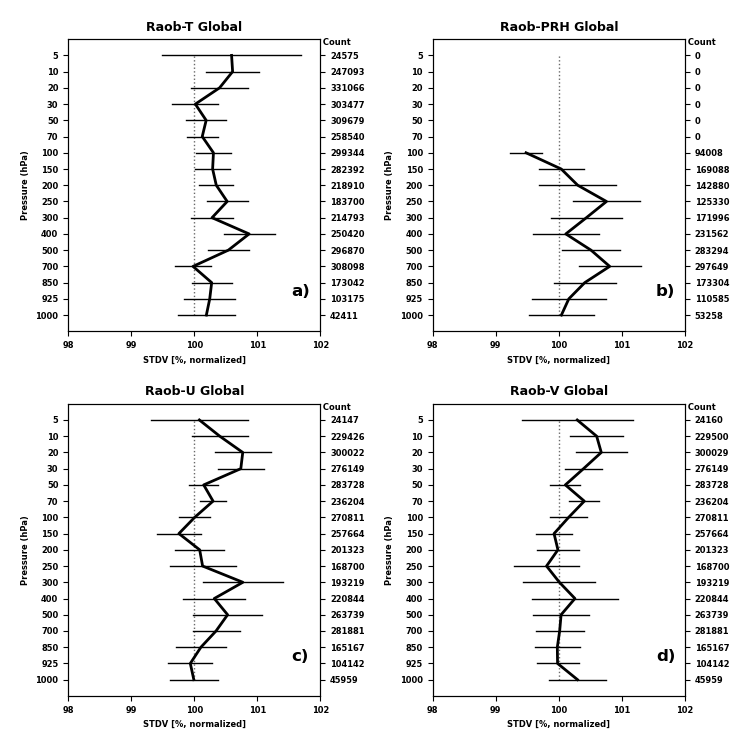 Raob-T Global
Count
5 24575
10 247093
20 331066
30 303477
50 309679
70 258540
100 299344
150 282392
200 218910
250 183700
300 214793
400 250420
500 296870
700 308098
850 173042
925 103175
1000 42411
Pressure (hPa)
a)
98 99 100 101 102
STDV [%, normalized]
Raob-PRH Global
Count
5 0
10 0
20 0
30 0
50 0
70 0
100 94008
150 169088
200 142880
250 125330
300 171996
400 231562
500 283294
700 297649
850 173304
925 110585
1000 53258
Pressure (hPa)
b)
98 99 100 101 102
STDV [%, normalized]
Raob-U Global
Count
5 24147
10 229426
20 300022
30 276149
50 283728
70 236204
100 270811
150 257664
200 201323
250 168700
300 193219
400 220844
500 263739
700 281881
850 165167
925 104142
1000 45959
Pressure (hPa)
c)
98 99 100 101 102
STDV [%, normalized]
Raob-V Global
Count
5 24160
10 229500
20 300029
30 276149
50 283728
70 236204
100 270811
150 257664
200 201323
250 168700
300 193219
400 220844
500 263739
700 281881
850 165167
925 104142
1000 45959
Pressure (hPa)
d)
98 99 100 101 102
STDV [%, normalized]